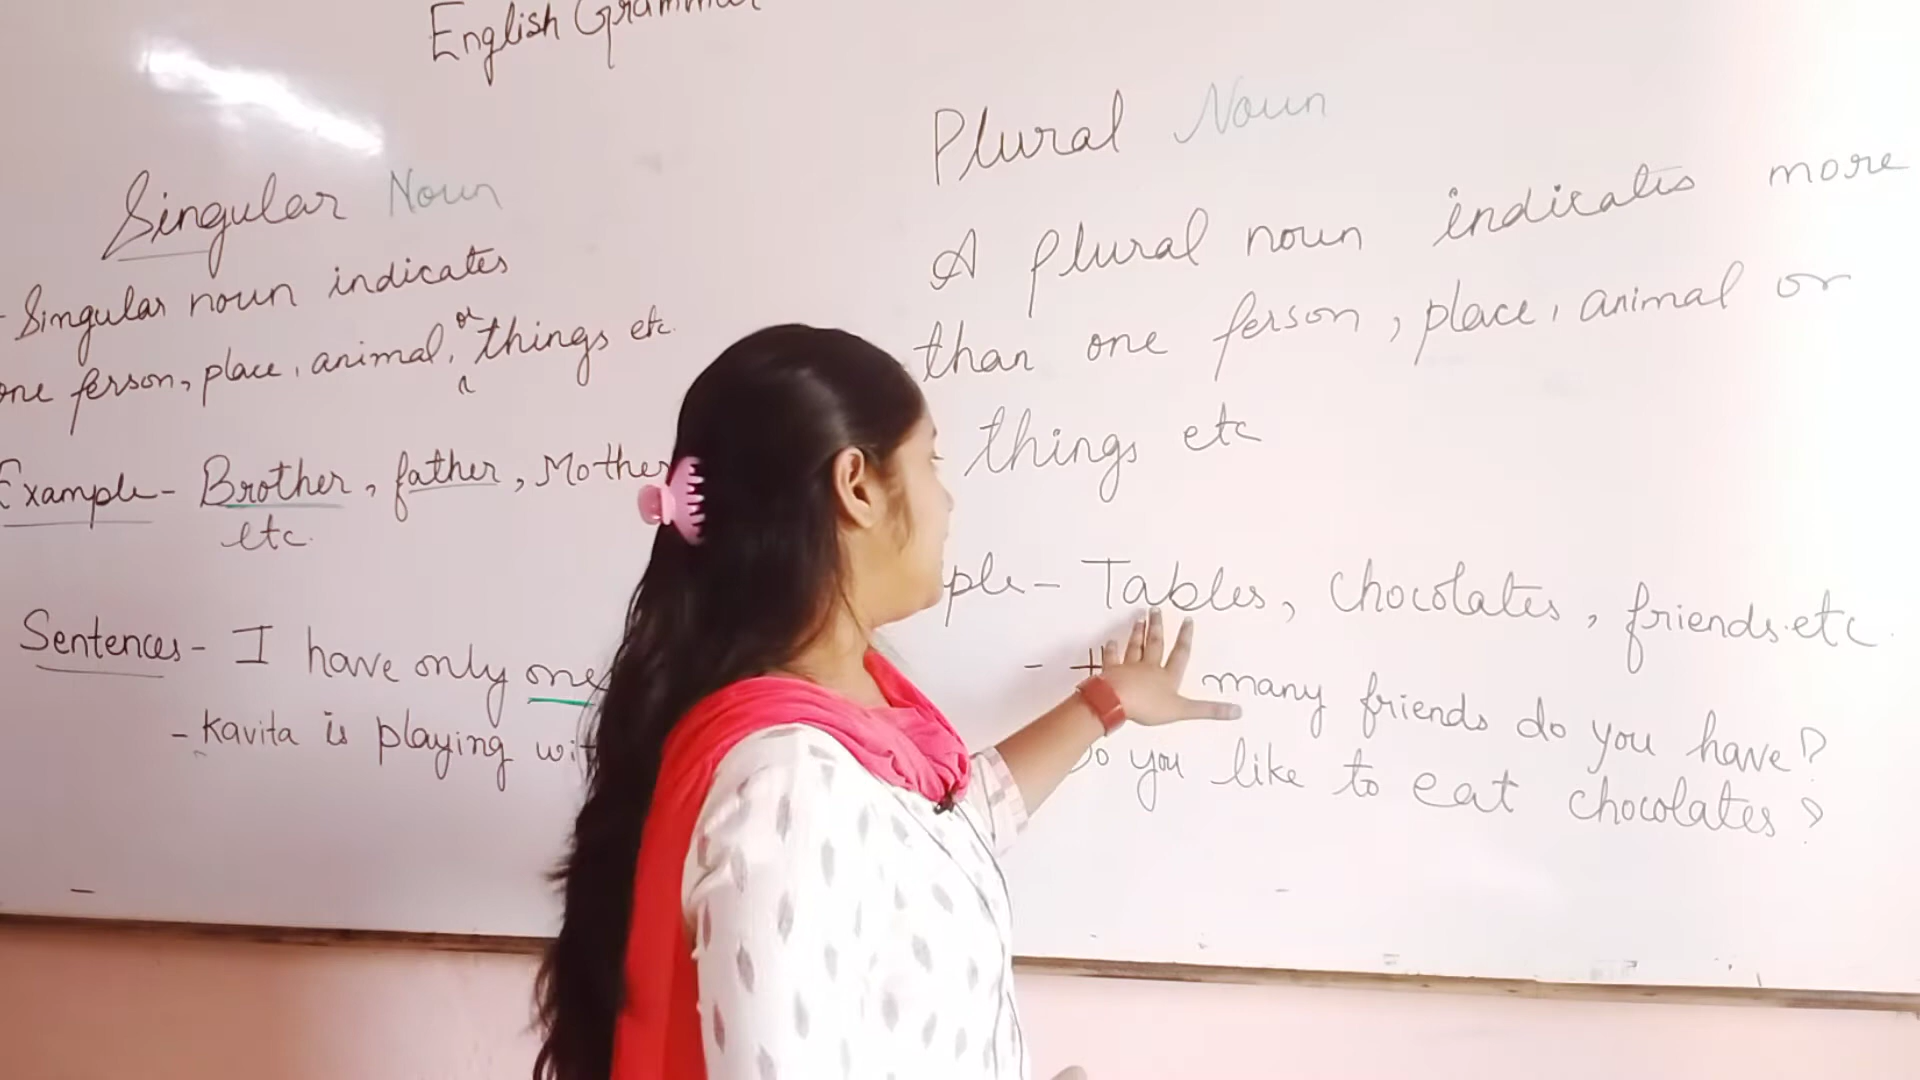 English Grammar
Singular Noun
- Singular noun indicates
one person, place, animal, or things etc.
Example - Brother, father, Mother
etc.
Sentences - I have only one
- Kavita is playing
Plural Noun
A plural noun indicates more
than one person, place, animal or
things etc
Tables, chocolates, friends etc.
- many friends do you have?
you like to eat chocolates?